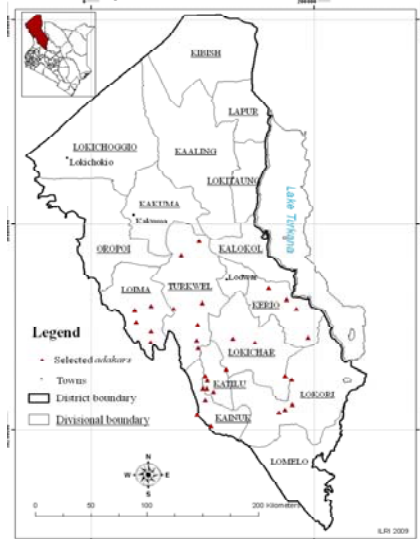 KIBISH
LAPUR
LOKICHOGGIO
Lokichokio
KAALING
LOKITAUNG
KAKUMA
Kakuma
Lake Turkana
OROPOI
KALOKOL
LOIMA
TURKWEL
Lodwar
KERIO
Legend
Selected adakars
Towns
District boundary
Divisional boundary
LOKICHAR
KATILU
LOKORI
KAINUK
LOMELO
N
W
E
S
0
50
100
200 Kilometers
ILRI 2009